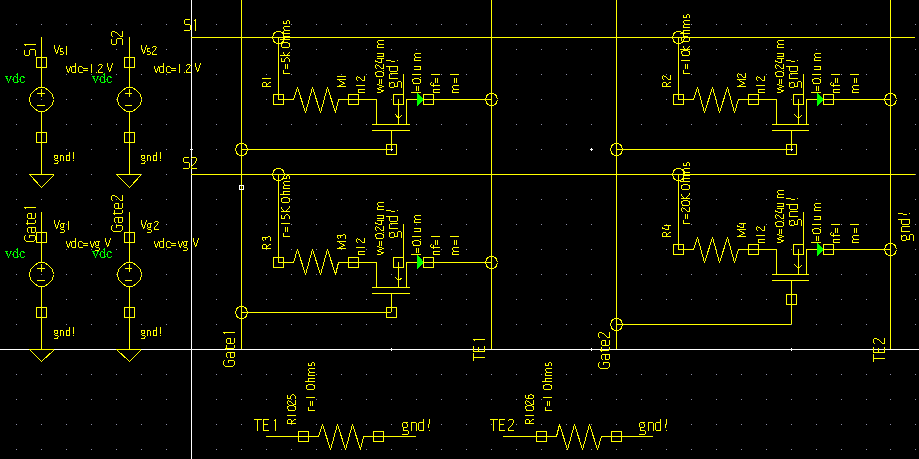 S1
S1
Vs1
vdc
vdc=1.2 V
gnd!
S2
Vs2
vdc
vdc=1.2 V
gnd!
Gate1
Vg1
vdc
vdc=vg V
gnd!
Gate2
Vg2
vdc
vdc=vg V
gnd!
R1
r=5K Ohms
M1
n12
w=0.24u m
gnd!
l=0.1u m
nf=1
m=1
R2
r=10K Ohms
M2
n12
w=0.24u m
gnd!
l=0.1u m
nf=1
m=1
S2
R3
r=15K Ohms
M3
n12
w=0.24u m
gnd!
l=0.1u m
nf=1
m=1
R4
r=20K Ohms
M4
n12
w=0.24u m
gnd!
l=0.1u m
nf=1
m=1
gnd!
Gate1
TE1
Gate2
TE2
TE1
R1025
r=1 Ohms
gnd!
TE2
R1026
r=1 Ohms
gnd!